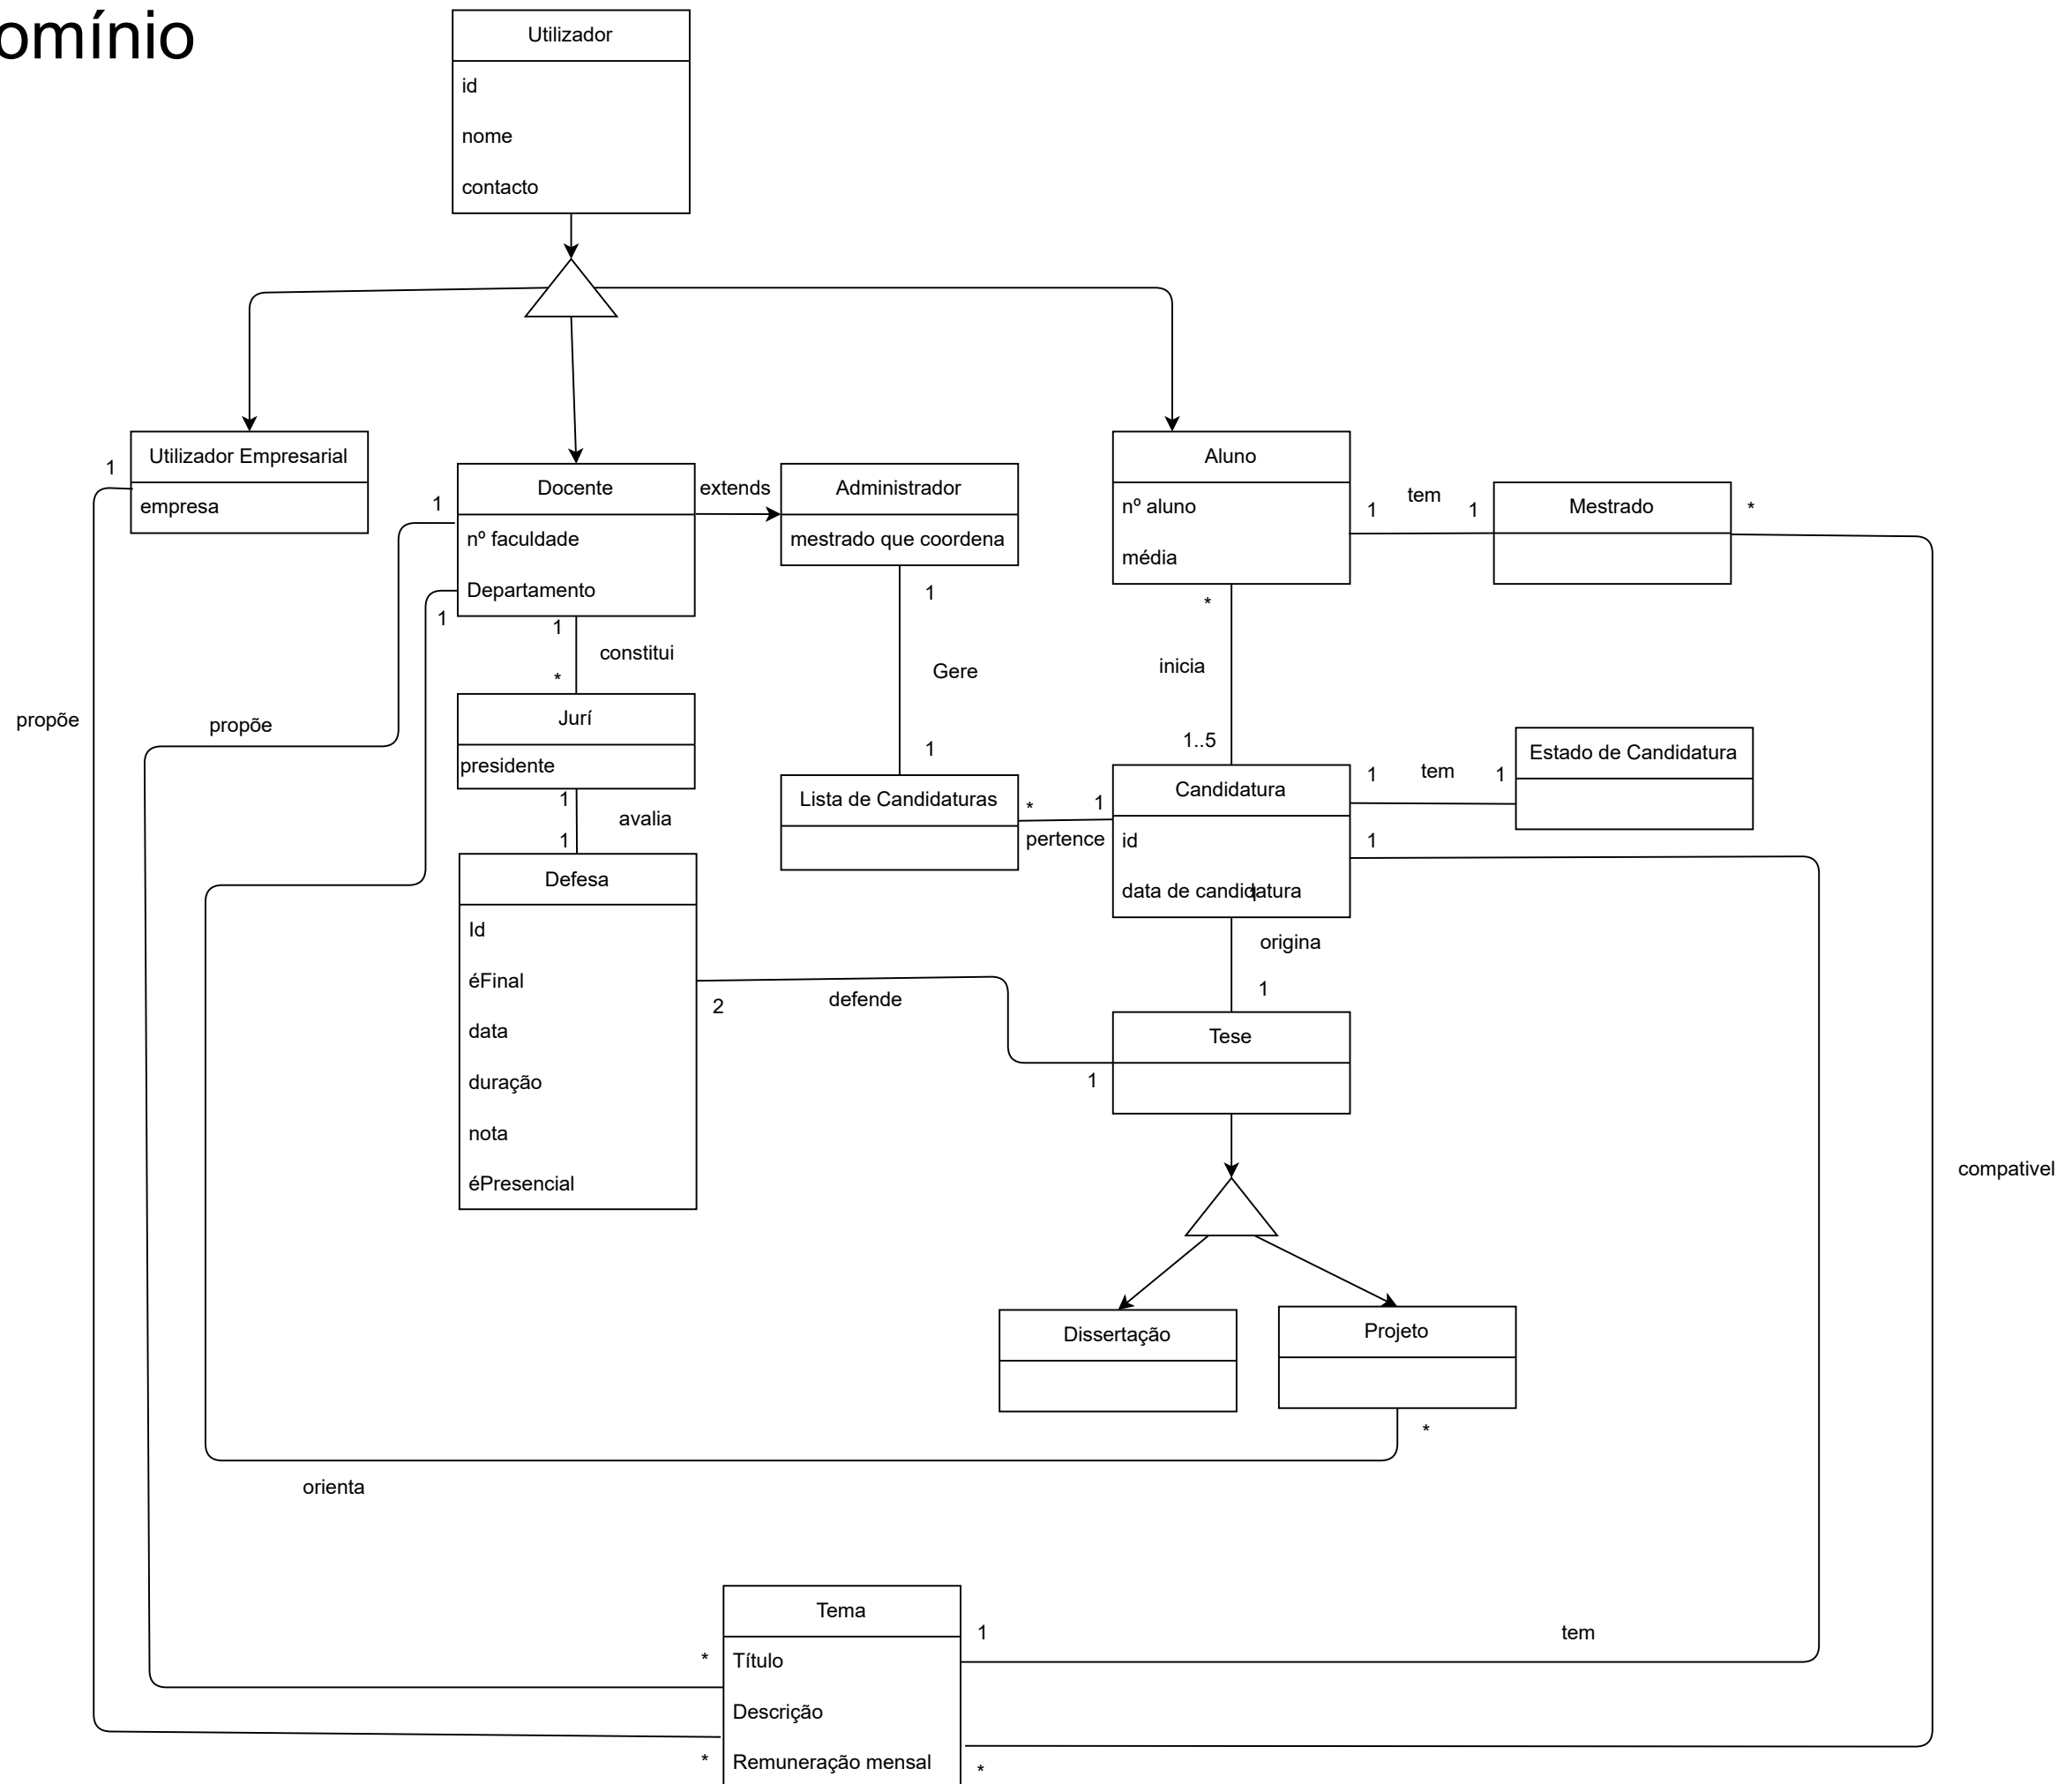 omínio
Utilizador
id
nome
contacto
Utilizador Empresarial
empresa
1
Docente
nº faculdade
Departamento
1
1
extends
Administrador
mestrado que coordena
Aluno
nº aluno
média
1
tem
1
Mestrado
*
1
constitui
*
1
Gere
1
*
inicia
1..5
propõe
propõe
Jurí
presidente
1
avalia
1
Lista de Candidaturas
*
1
pertence
Candidatura
id
data de candidatura
1
1
tem
1
Estado de Candidatura
1
origina
1
Defesa
Id
éFinal
data
duração
nota
éPresencial
2
defende
1
Tese
compativel
Dissertação
Projeto
*
orienta
Tema
Título
Descrição
Remuneração mensal
*
*
1
tem
*